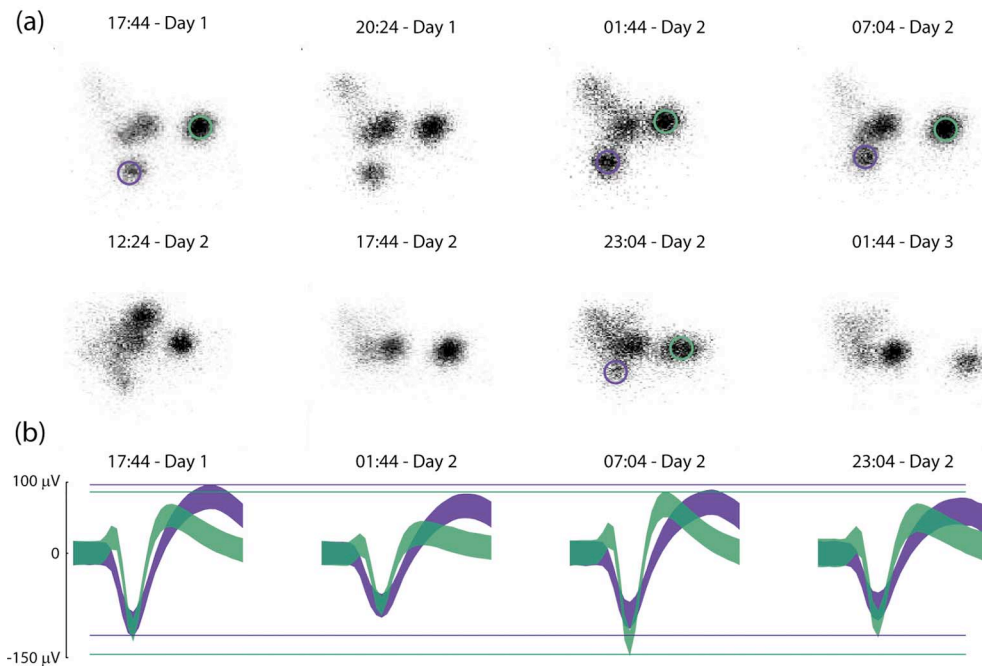 (a)
17:44 - Day 1
20:24 - Day 1
01:44 - Day 2
07:04 - Day 2
12:24 - Day 2
17:44 - Day 2
23:04 - Day 2
01:44 - Day 3
(b)
17:44 - Day 1
01:44 - Day 2
07:04 - Day 2
23:04 - Day 2
100 µV
0
-150 µV